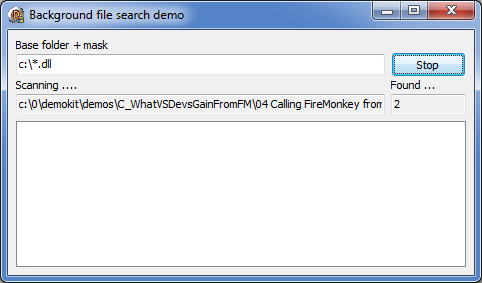 Background file search demo
Base folder + mask
c:\*.dll
Stop
Scanning ....
Found ...
c:\0\demokit\demos\C_WhatVSDevsGainFromFM\04 Calling FireMonkey from
2